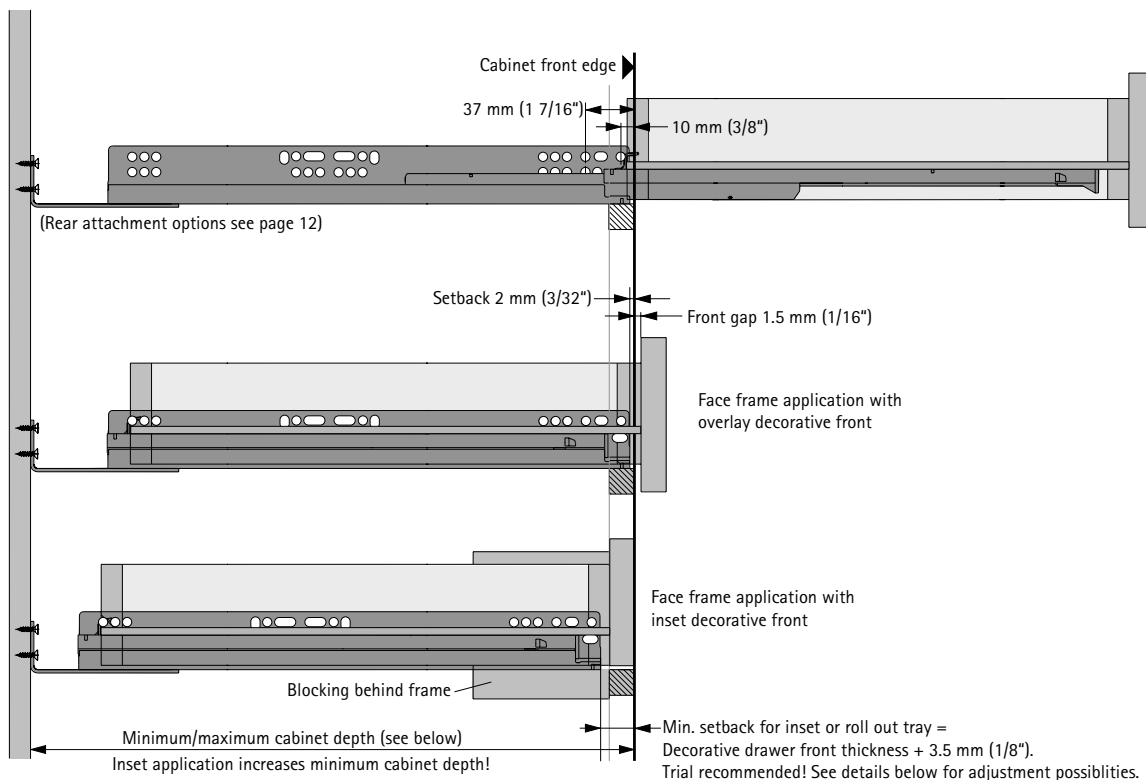 Cabinet front edge
37 mm (1 7/16“)
10 mm (3/8“)
(Rear attachment options see page 12)
Setback 2 mm (3/32“)
Front gap 1.5 mm (1/16“)
Face frame application with
overlay decorative front
Face frame application with
inset decorative front
Blocking behind frame
Minimum/maximum cabinet depth (see below)
Inset application increases minimum cabinet depth!
Min. setback for inset or roll out tray =
Decorative drawer front thickness + 3.5 mm (1/8“).
Trial recommended! See details below for adjustment possiblities.